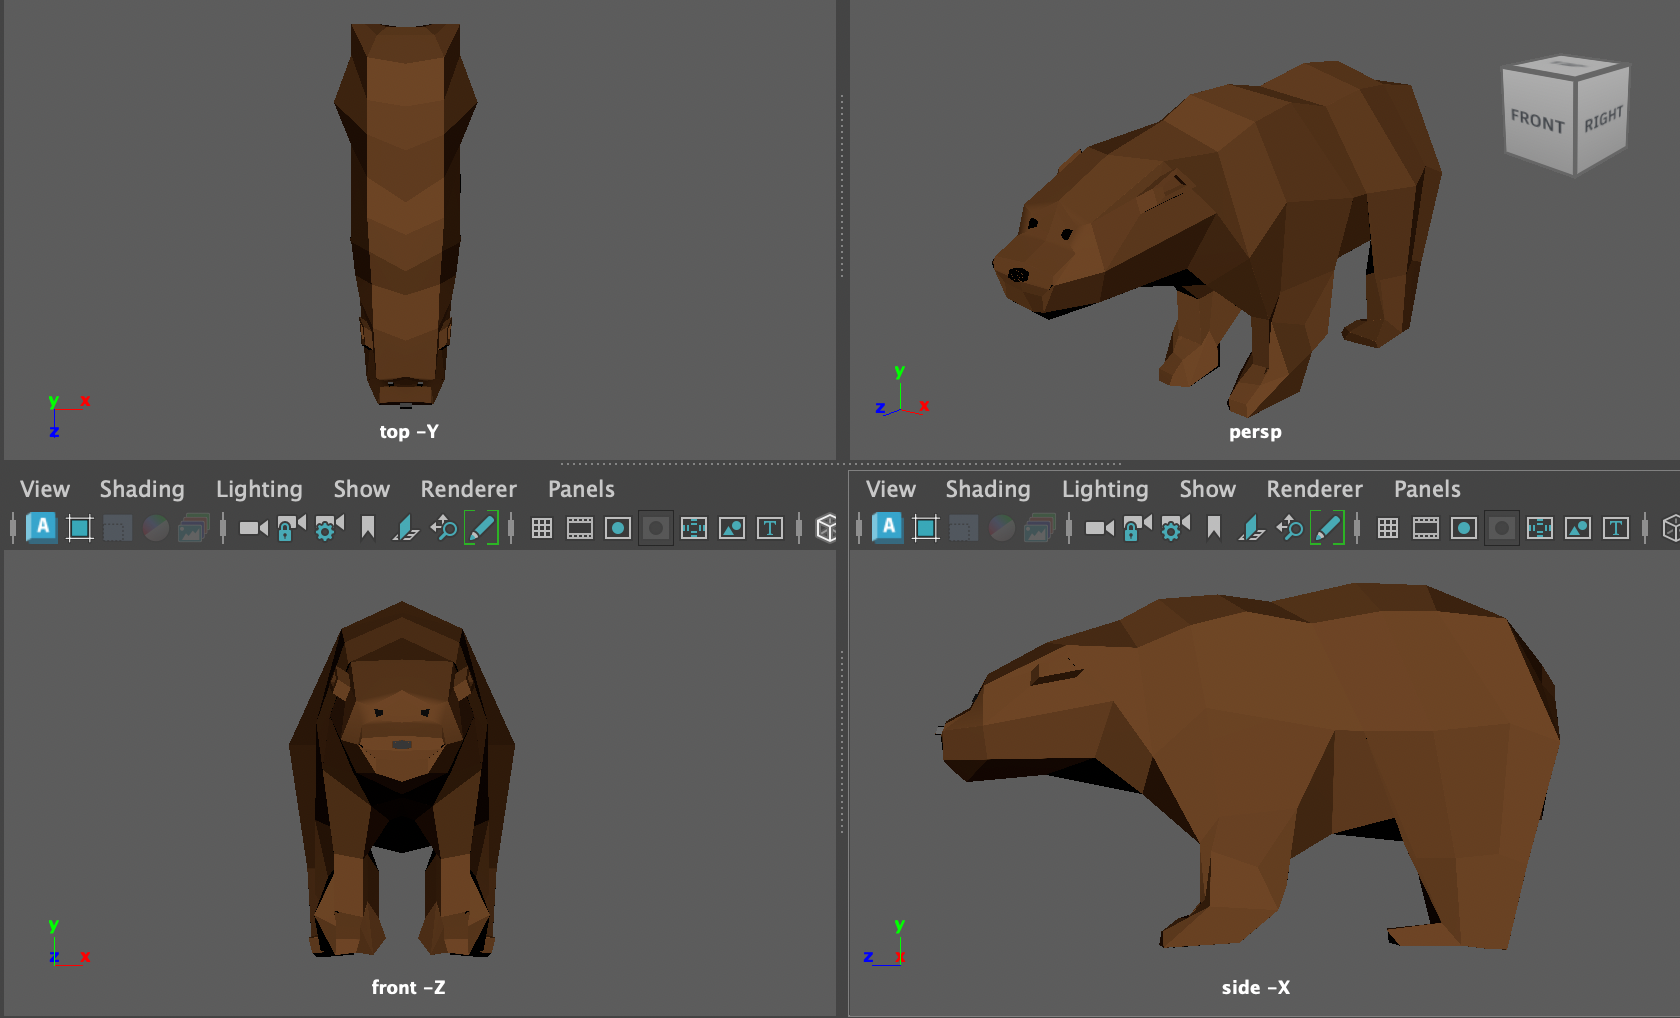 FRONT
RIGHT
y x
z
top -Y
y
z x
persp
View Shading Lighting Show Renderer Panels
View Shading Lighting Show Renderer Panels
A T
A T
y
z x
front -Z
y
z x
side -X